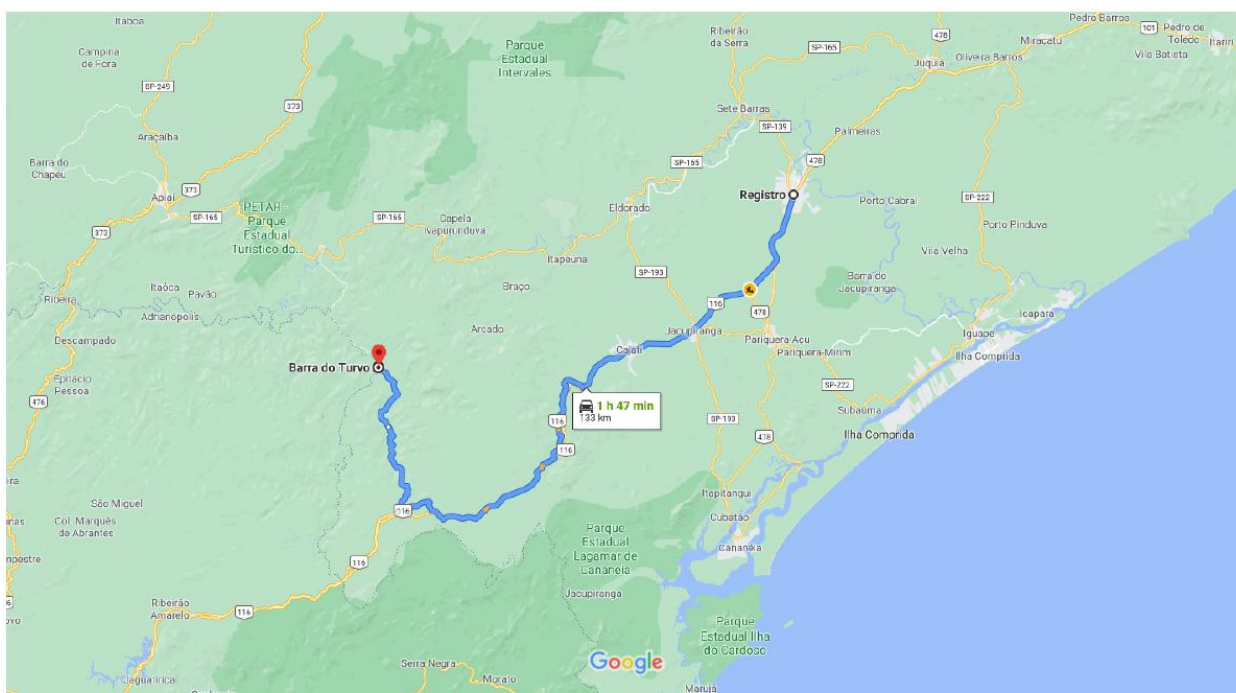 Itaboa
Campina
de Fora
Parque
Estadual
Intervales
Ribeirão
da Serra
SP-165
478
Miracatu
Pedro Barros
101
Pedro de
Toledo
Itariri
Vila Batista
Oliveira Barros
Juquiá
SP-249
373
Araçaíba
Sete Barras
SP-139
Palmeiras
478
Barra do
Chapéu
Apiaí
373
SP-165
SP-165
PETAR -
Parque
Estadual
Turístico do...
SP-165
Capela
Ivapurunduva
Eldorado
Registro
Porto Cabral
SP-222
Porto Pinduva
373
Itapeúna
Vila Velha
SP-193
Itaóca
Pavão
Braço
Barra do
Jacupiranga
Ribeira
Adrianópolis
116
478
Icapara
Descampado
Arcado
Jacupiranga
Pariquera Açu
Iguape
Cajati
Pariquera-Mirim
Ilha Comprida
Barra do Turvo
Epitácio
Pessoa
SP-222
476
1 h 47 min
133 km
Subaúma
116
SP-193
Ilha Comprida
116
478
São Miguel
116
Itapitangui
Col. Marquês
de Abrantes
Cubatão
Parque
Estadual
Lagamar de
Cananéia
Cananéia
116
Jacupiranga
Ribeirão
Amarelo
116
Parque
Estadual Ilha
do Cardoso
Google
Serra Negra
Jaguatirica
Morato
Marujá